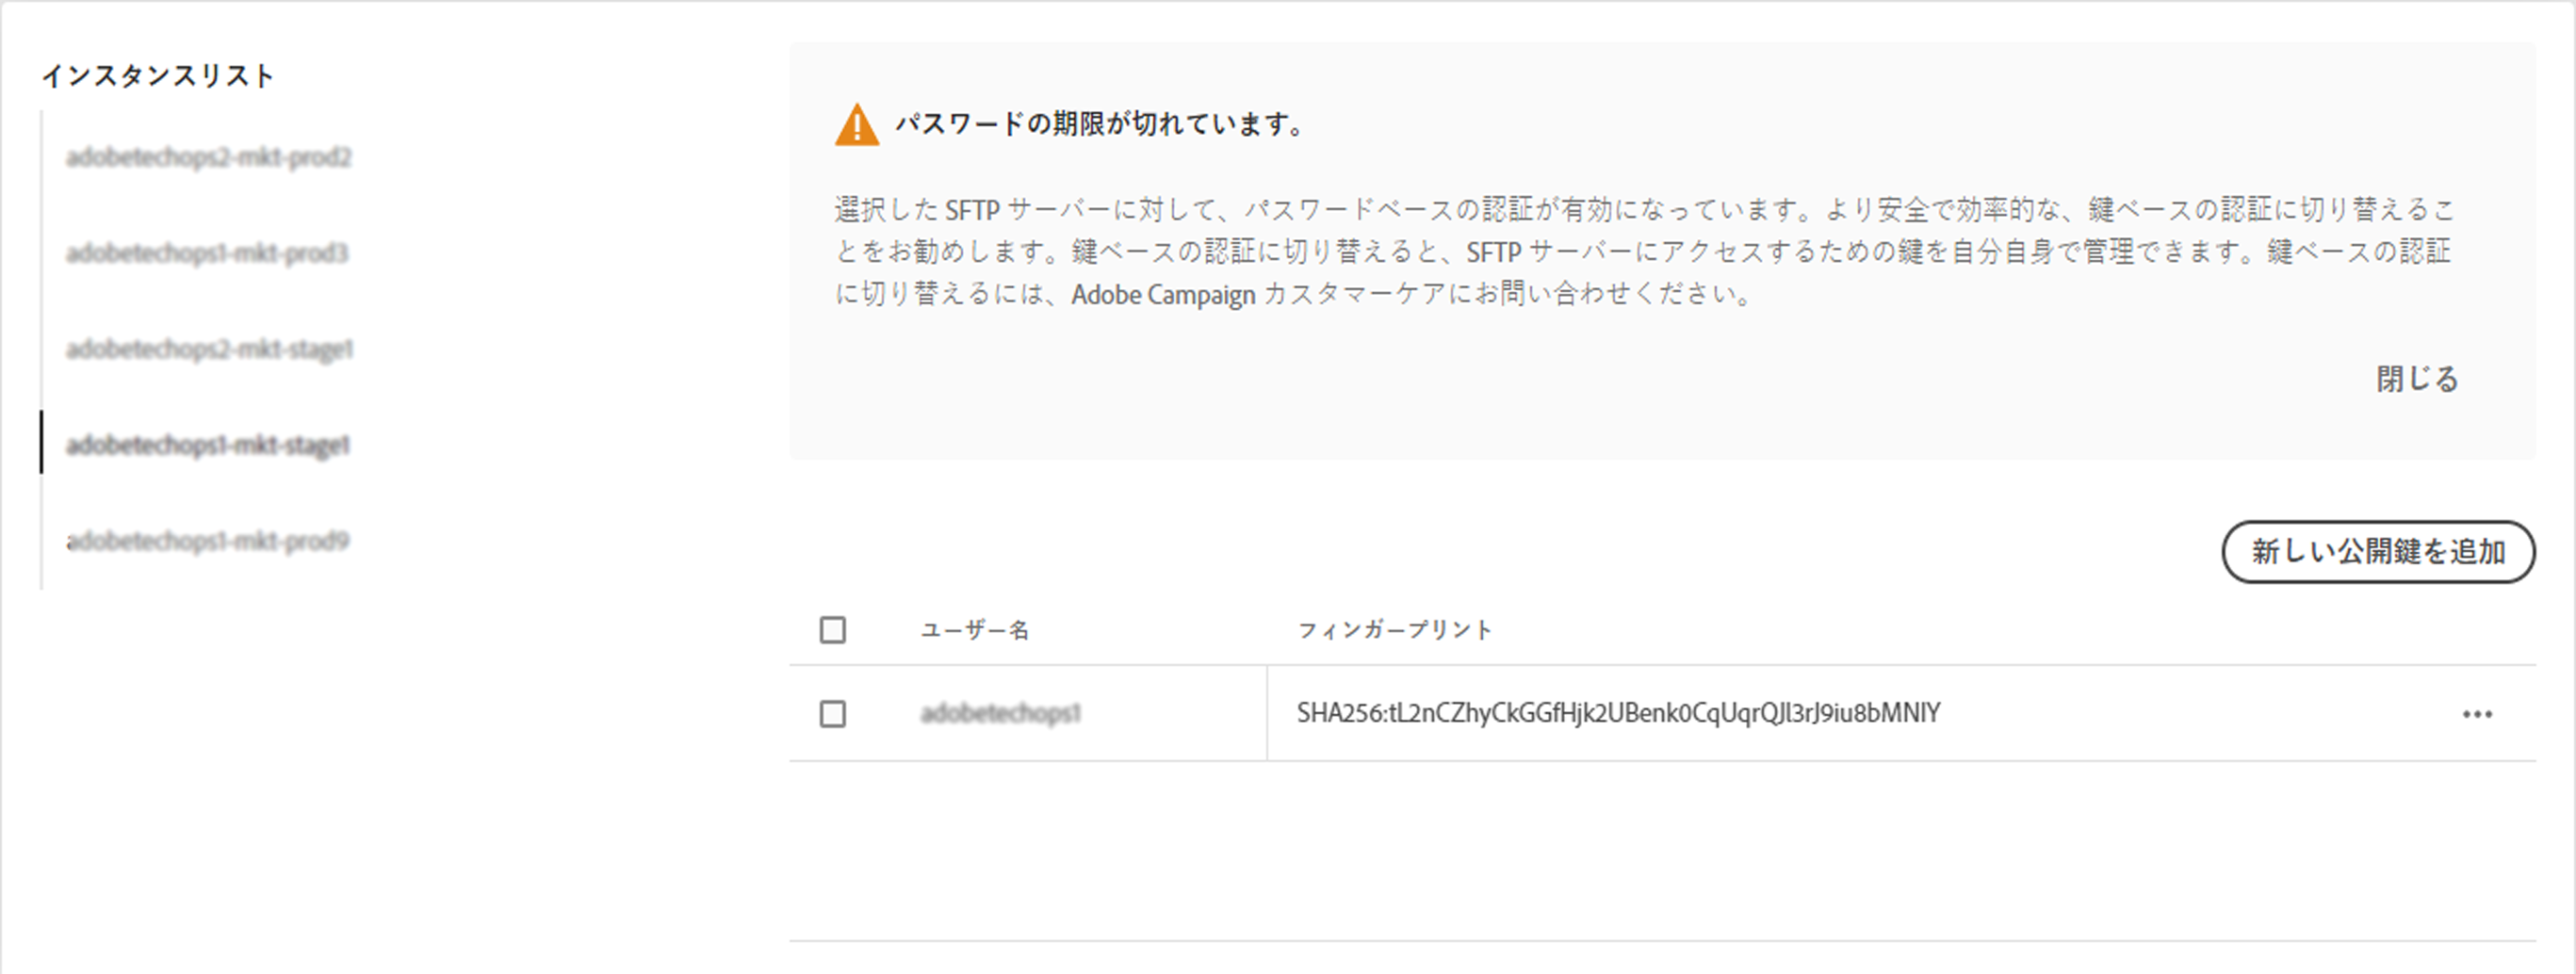 インスタンスリスト
adobetechops2-mkt-prod2
adobetechops1-mkt-prod3
adobetechops2-mkt-stage1
adobetechops1-mkt-stage1
adobetechops1-mkt-prod9
パスワードの期限が切れています。
選択した SFTP サーバーに対して、パスワードベースの認証が有効になっています。より安全で効率的な、鍵ベースの認証に切り替えるこ
とをお勧めします。鍵ベースの認証に切り替えると、SFTP サーバーにアクセスするための鍵を自分自身で管理できます。鍵ベースの認証
に切り替えるには、Adobe Campaign カスタマーケアにお問い合わせください。
閉じる
新しい公開鍵を追加
ユーザー名 フィンガープリント
adobetechops1 SHA256:tL2nCZhyCkGGfHjk2UBenk0CqUqrQJl3rJ9iu8bMNlY